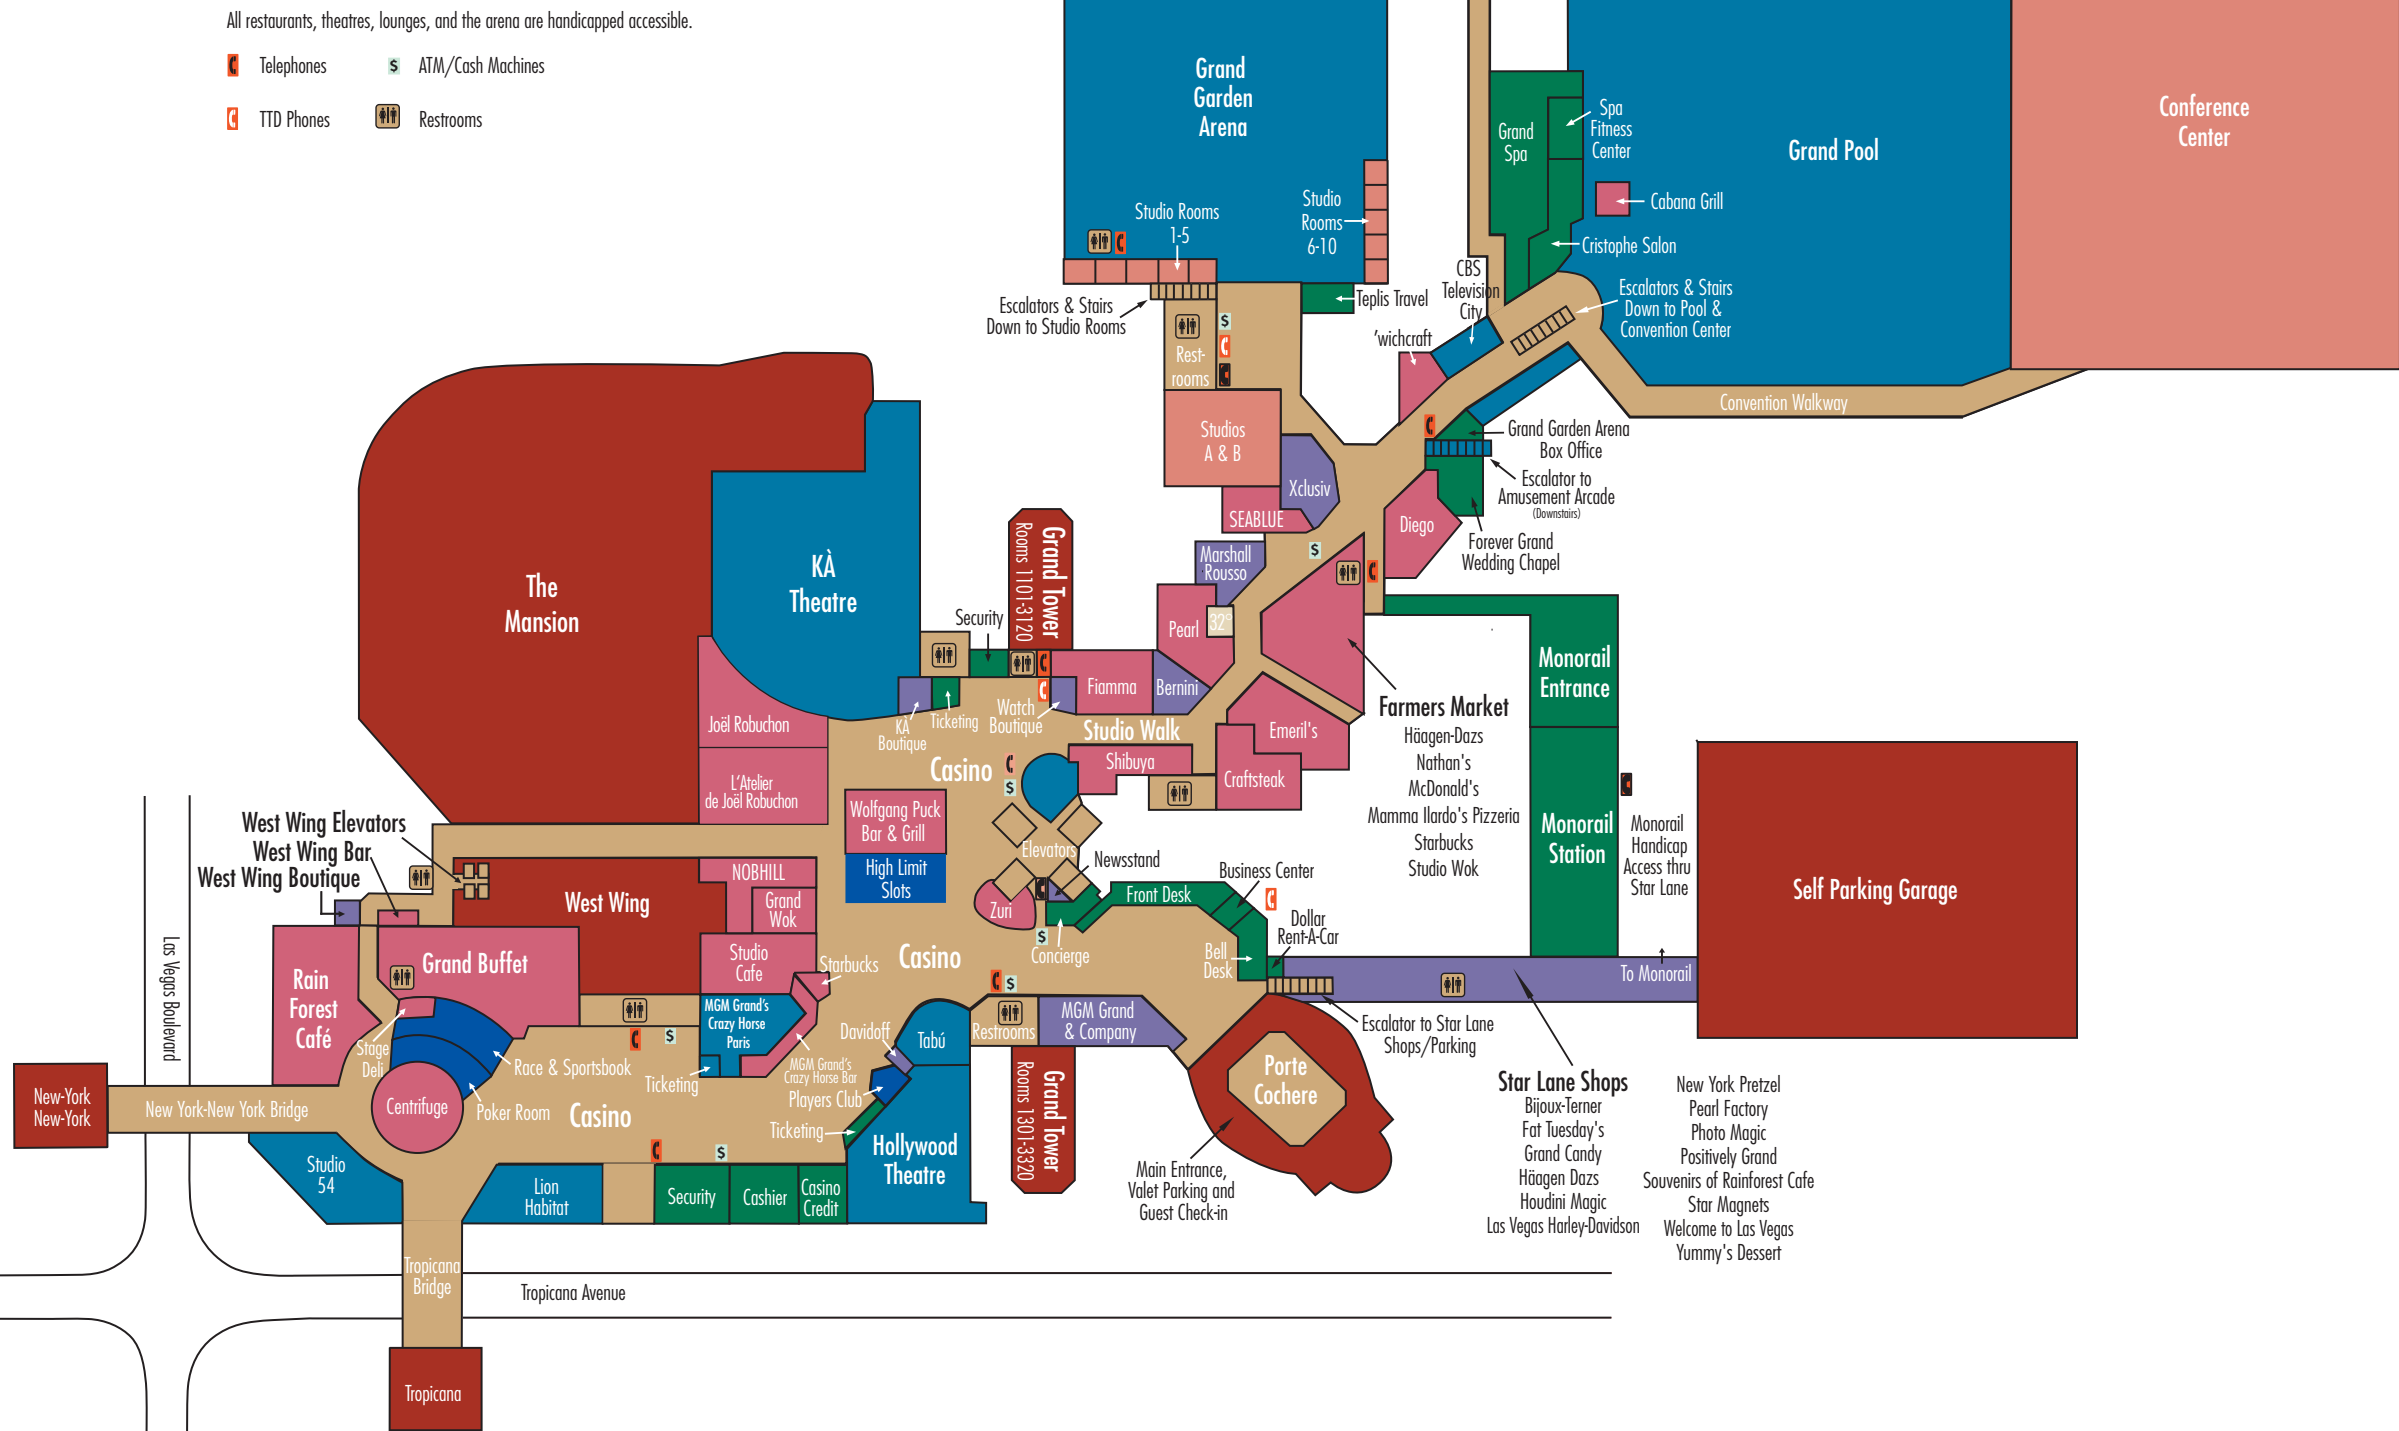 All restaurants, theatres, lounges, and the arena are handicapped accessible.
Telephones
ATM/Cash Machines
TTD Phones
Restrooms
Grand
Garden
Arena
Studio Rooms
1-5
Studio
Rooms
6-10
Escalators & Stairs
Down to Studio Rooms
Teplis Travel
Rest-
rooms
Studios
A & B
Xclusiv
SEABLUE
CBS
Television
City
'wichcraft
Grand
Spa
Spa
Fitness
Center
Cabana Grill
Cristophe Salon
Grand Pool
Conference
Center
Escalators & Stairs
Down to Pool &
Convention Center
Convention Walkway
Grand Garden Arena
Box Office
Escalator to
Amusement Arcade
(Downstairs)
Forever Grand
Wedding Chapel
Diego
Marshall
Rousso
Pearl
32°
Bernini
Fiamma
Security
Grand Tower
Rooms 1101-3120
The
Mansion
KÀ
Theatre
Joël Robuchon
L'Atelier
de Joël Robuchon
KÀ
Boutique
Ticketing
Watch
Boutique
Studio Walk
Casino
Shibuya
Emeril's
Craftsteak
Farmers Market
Häagen-Dazs
Nathan's
McDonald's
Mamma Ilardo's Pizzeria
Starbucks
Studio Wok
Monorail
Entrance
Monorail
Station
Monorail
Handicap
Access thru
Star Lane
To Monorail
Self Parking Garage
Wolfgang Puck
Bar & Grill
High Limit
Slots
Elevators
Newsstand
Zuri
Concierge
Front Desk
Business Center
Bell
Desk
Dollar
Rent-A-Car
West Wing Elevators
West Wing Bar
West Wing Boutique
West Wing
NOBHILL
Grand
Wok
Studio
Cafe
Starbucks
Casino
MGM Grand's
Crazy Horse
Paris
Ticketing
MGM Grand's
Crazy Horse Bar
Davidoff
Tabú
Players Club
Ticketing
Hollywood
Theatre
Restrooms
MGM Grand
& Company
Grand Tower
Rooms 1301-3320
Porte
Cochere
Main Entrance,
Valet Parking and
Guest Check-in
Escalator to Star Lane
Shops/Parking
Star Lane Shops
Bijoux-Terner
Fat Tuesday's
Grand Candy
Häagen Dazs
Houdini Magic
Las Vegas Harley-Davidson
New York Pretzel
Pearl Factory
Photo Magic
Positively Grand
Souvenirs of Rainforest Cafe
Star Magnets
Welcome to Las Vegas
Yummy's Dessert
Las Vegas Boulevard
Rain
Forest
Café
Grand Buffet
Stage
Deli
Race & Sportsbook
Poker Room
Centrifuge
Casino
New-York
New-York
New York-New York Bridge
Studio
54
Lion
Habitat
Security
Cashier
Casino
Credit
Tropicana
Bridge
Tropicana Avenue
Tropicana